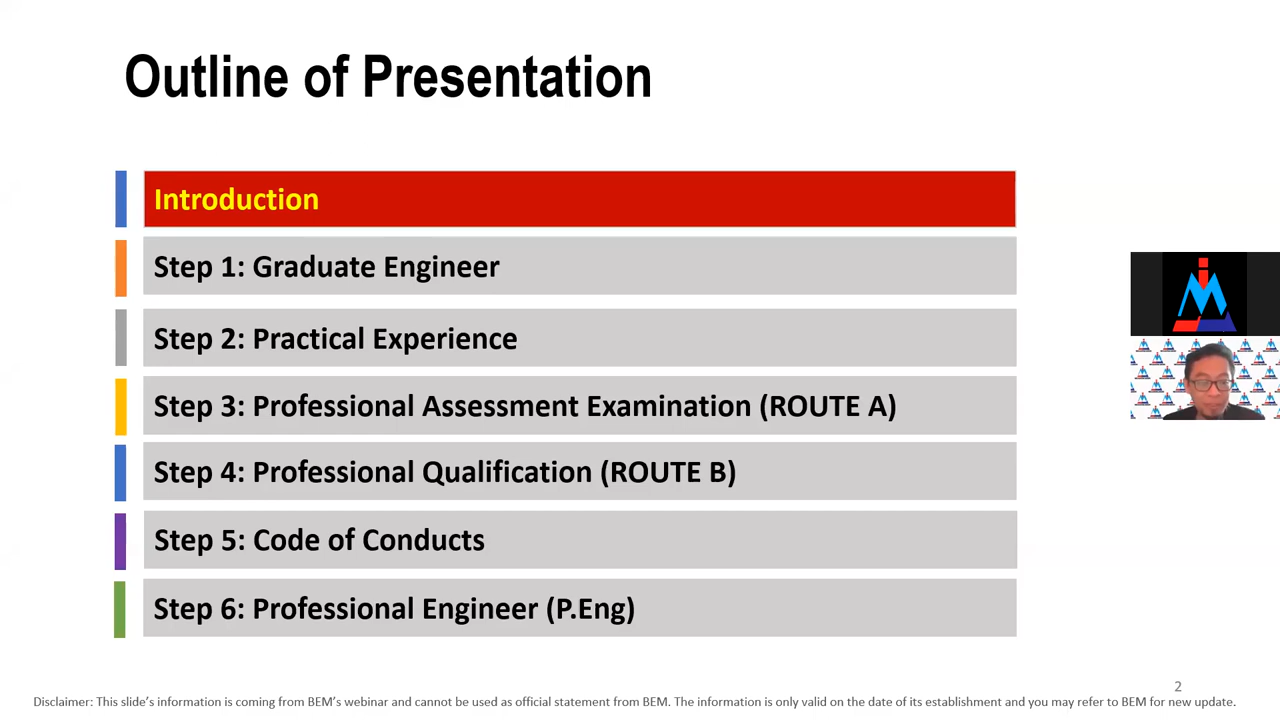 Outline of Presentation
Introduction
Step 1: Graduate Engineer
Step 2: Practical Experience
Step 3: Professional Assessment Examination (ROUTE A)
Step 4: Professional Qualification (ROUTE B)
Step 5: Code of Conducts
Step 6: Professional Engineer (P.Eng)
2
Disclaimer: This slide's information is coming from BEM's webinar and cannot be used as official statement from BEM. The information is only valid on the date of its establishment and you may refer to BEM for new update.